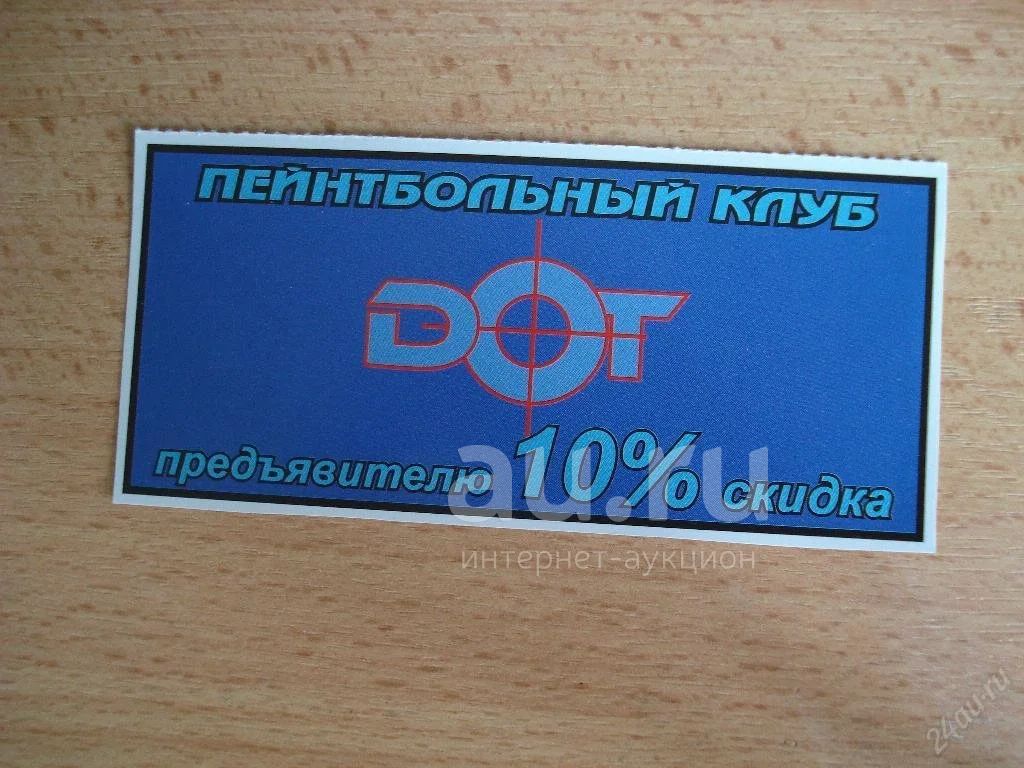 ПЕЙНТБОЛЬНЫЙ КЛУБ
DOT
предъявителю 10% скидка
au.ru
интернет-аукцион
24au.ru